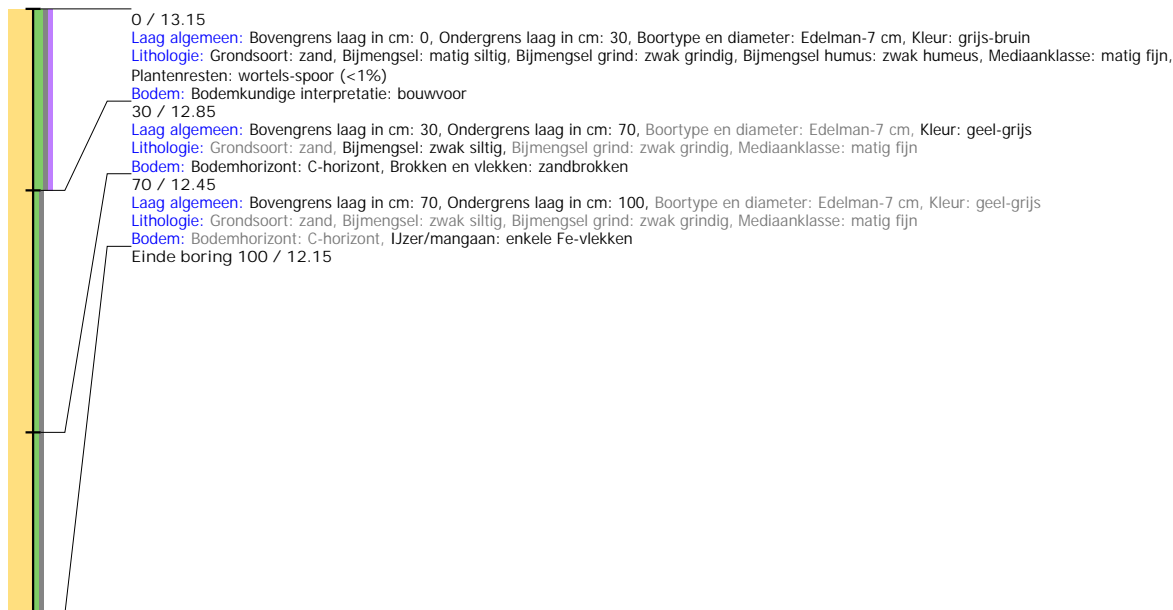 0 / 13.15
Laag algemeen: Bovengrens laag in cm: 0, Ondergrens laag in cm: 30, Boortype en diameter: Edelman-7 cm, Kleur: grijs-bruin
Lithologie: Grondsoort: zand, Bijmengsel: matig siltig, Bijmengsel grind: zwak grindig, Bijmengsel humus: zwak humeus, Mediaanklasse: matig fijn,
Plantenresten: wortels-spoor (<1%)
Bodem: Bodemkundige interpretatie: bouwvoor
30 / 12.85
Laag algemeen: Bovengrens laag in cm: 30, Ondergrens laag in cm: 70, Boortype en diameter: Edelman-7 cm, Kleur: geel-grijs
Lithologie: Grondsoort: zand, Bijmengsel: zwak siltig, Bijmengsel grind: zwak grindig, Mediaanklasse: matig fijn
Bodem: Bodemhorizont: C-horizont, Brokken en vlekken: zandbrokken
70 / 12.45
Laag algemeen: Bovengrens laag in cm: 70, Ondergrens laag in cm: 100, Boortype en diameter: Edelman-7 cm, Kleur: geel-grijs
Lithologie: Grondsoort: zand, Bijmengsel: zwak siltig, Bijmengsel grind: zwak grindig, Mediaanklasse: matig fijn
Bodem: Bodemhorizont: C-horizont, IJzer/mangaan: enkele Fe-vlekken
Einde boring 100 / 12.15